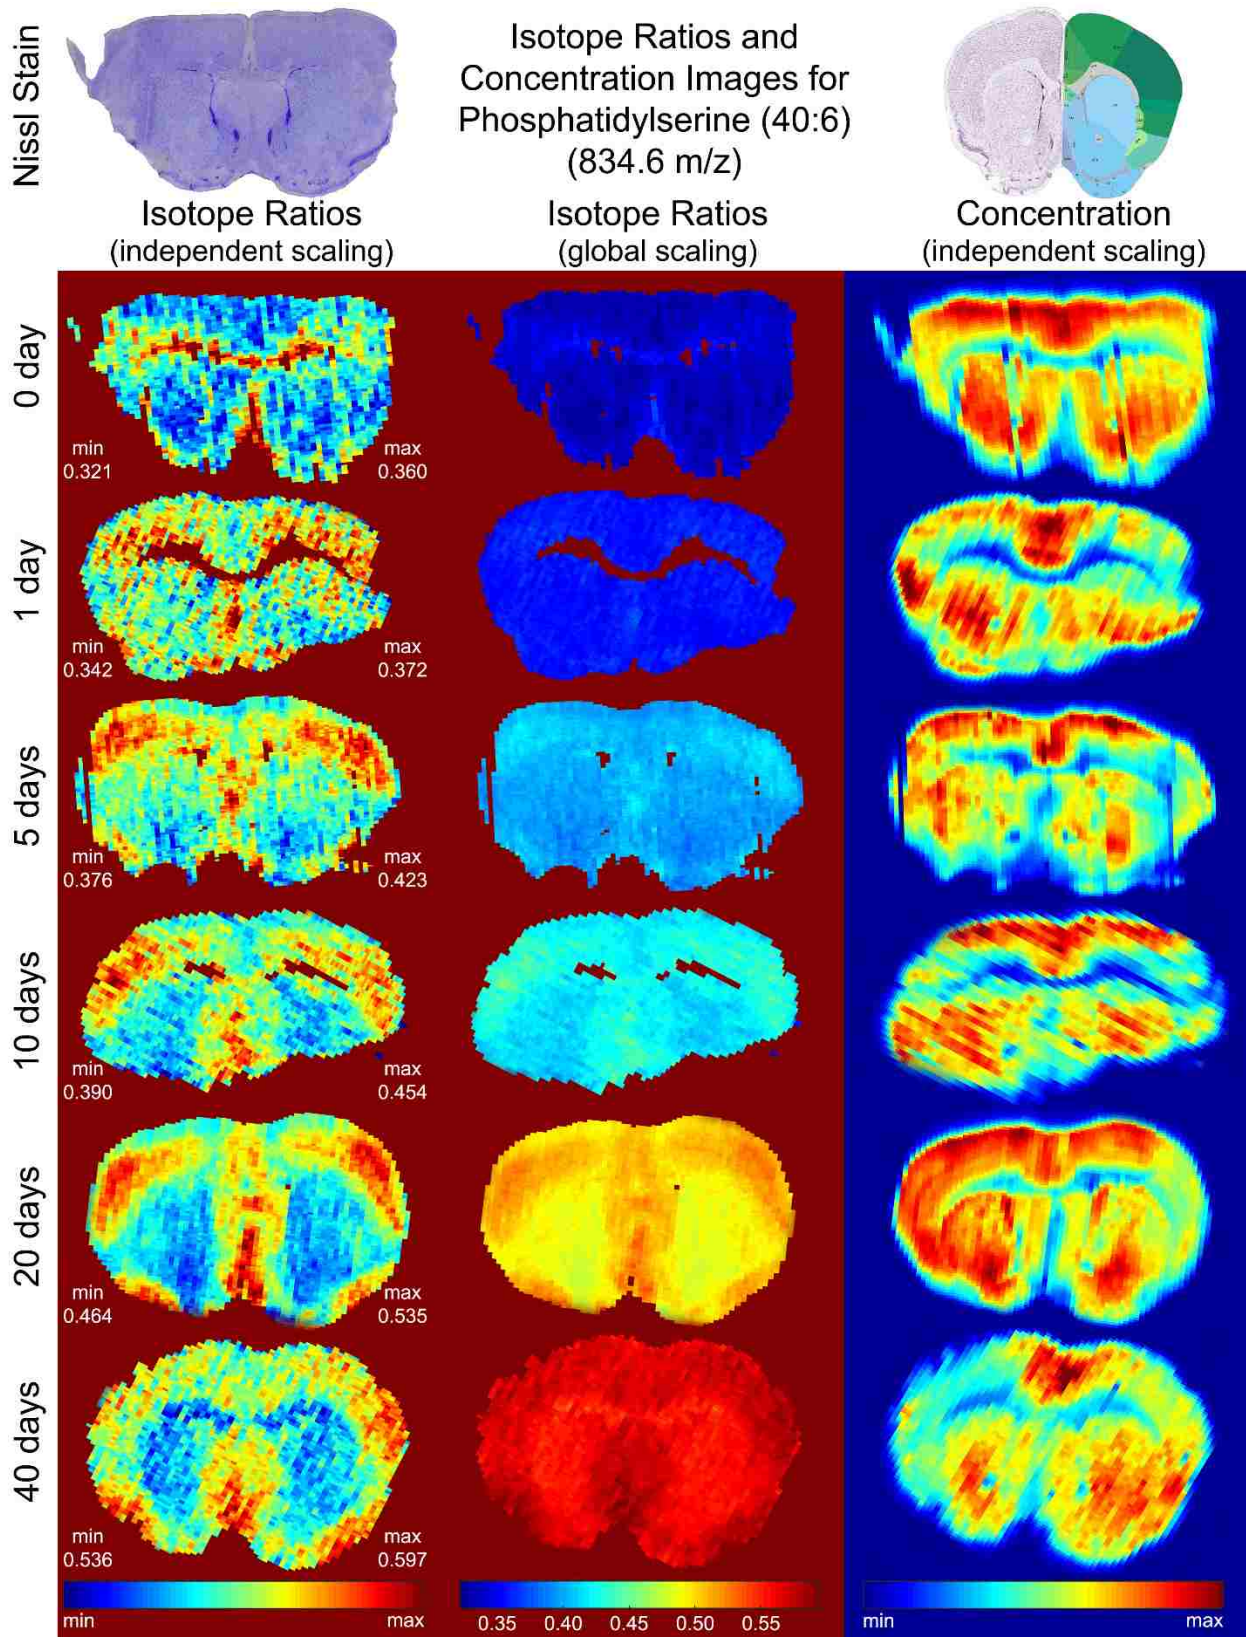 Nissl Stain
Isotope Ratios and
Concentration Images for
Phosphatidylserine (40:6)
(834.6 m/z)
Isotope Ratios
(independent scaling)
Isotope Ratios
(global scaling)
Concentration
(independent scaling)
0 day
min
0.321
max
0.360
1 day
min
0.342
max
0.372
5 days
min
0.376
max
0.423
10 days
min
0.390
max
0.454
20 days
min
0.464
max
0.535
40 days
min
0.536
max
0.597
min max
0.35 0.40 0.45 0.50 0.55
min max